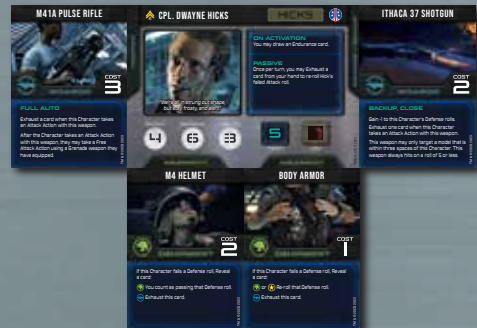 M41A PULSE RIFLE
COST
3
FULL AUTO
Exhaust a card when this Character
takes an Attack Action with this weapon.
After the Character takes an Attack Action
with this weapon, they may take a Free
Attack Action using a Grenade weapon they
have equipped.
CPL. DWAYNE HICKS
HICKS
ON ACTIVATION
You may draw an Endurance card.
PASSIVE
Once per turn, you may Exhaust a
card from your hand to re-roll Hick's
failed Attack roll.
4
6
3
5
ITHACA 37 SHOTGUN
COST
2
BACKUP, CLOSE
Gain -1 to this Character's Defense rolls.
Exhaust one card when this Character
takes an Attack Action with this weapon.
This weapon may only target a model that is
within three spaces of this Character. This
weapon always hits on a roll of 5 or less.
M4 HELMET
COST
2
If this Character fails a Defense roll, Reveal
a card:
You count as passing that Defense roll.
Exhaust this card.
BODY ARMOR
COST
1
If this Character fails a Defense roll, Reveal
a card:
or Re-roll that Defense roll.
Exhaust this card.